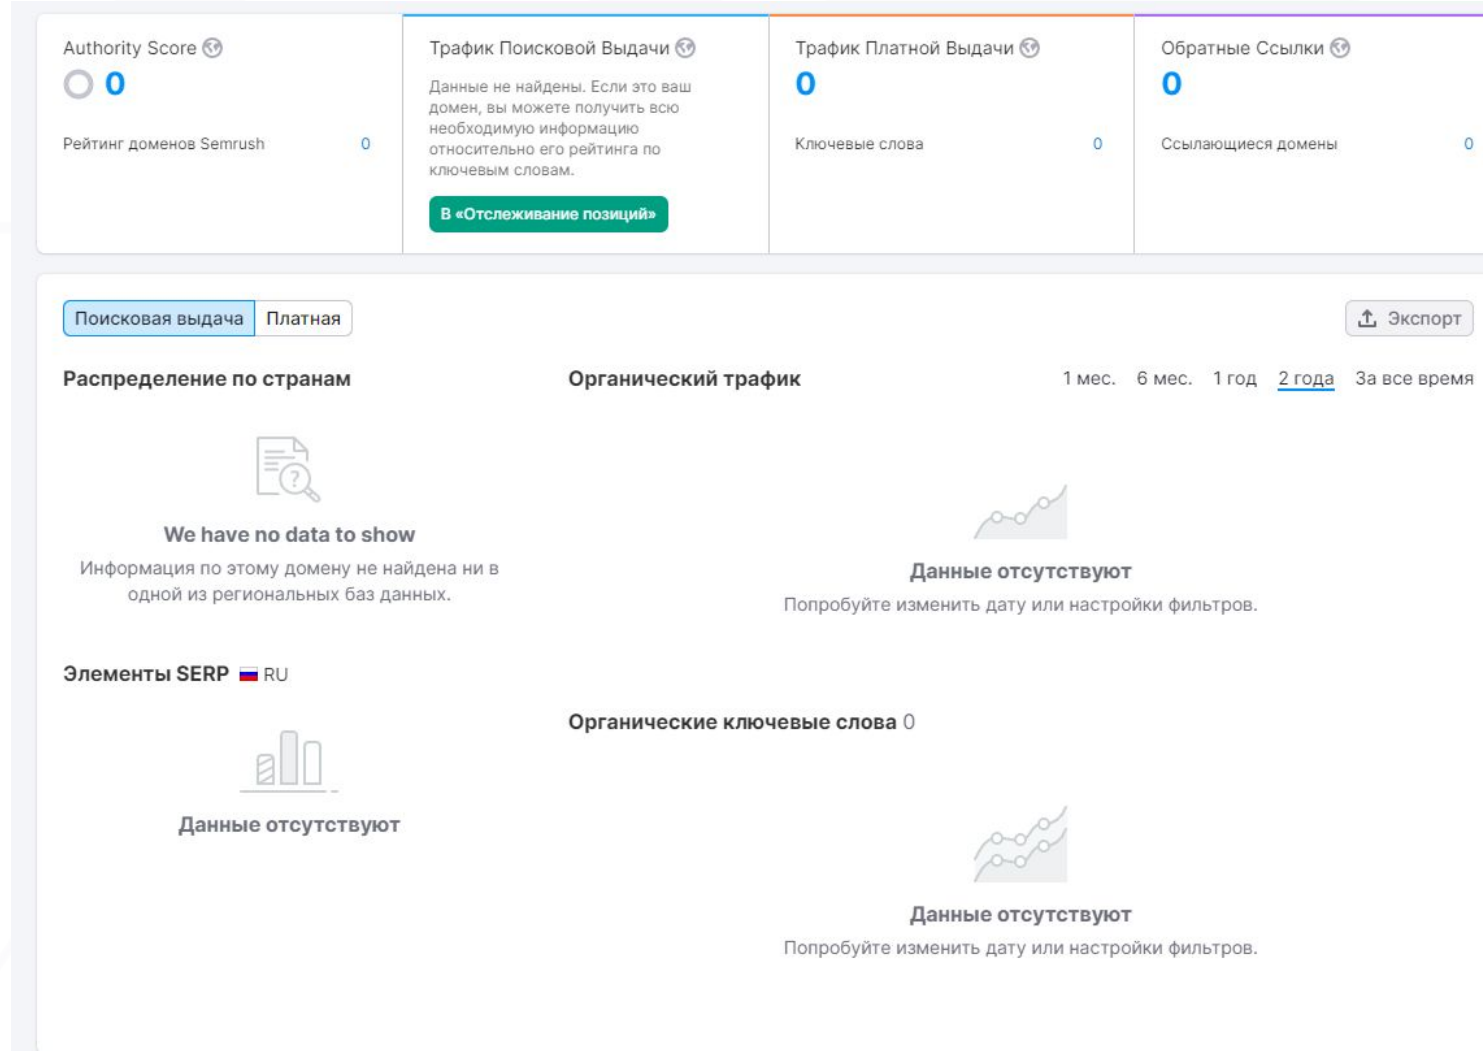 Authority Score
0
Рейтинг доменов Semrush 0
Трафик Поисковой Выдачи
Данные не найдены. Если это ваш
домен, вы можете получить всю
необходимую информацию
относительно его рейтинга по
ключевым словам.
В «Отслеживание позиций»
Трафик Платной Выдачи
0
Ключевые слова 0
Обратные Ссылки
0
Ссылающиеся домены 0
Поисковая выдача Платная
Экспорт
Распределение по странам
We have no data to show
Информация по этому домену не найдена ни в
одной из региональных баз данных.
Органический трафик
1 мес. 6 мес. 1 год 2 года За все время
Данные отсутствуют
Попробуйте изменить дату или настройки фильтров.
Элементы SERP RU
Данные отсутствуют
Органические ключевые слова 0
Данные отсутствуют
Попробуйте изменить дату или настройки фильтров.